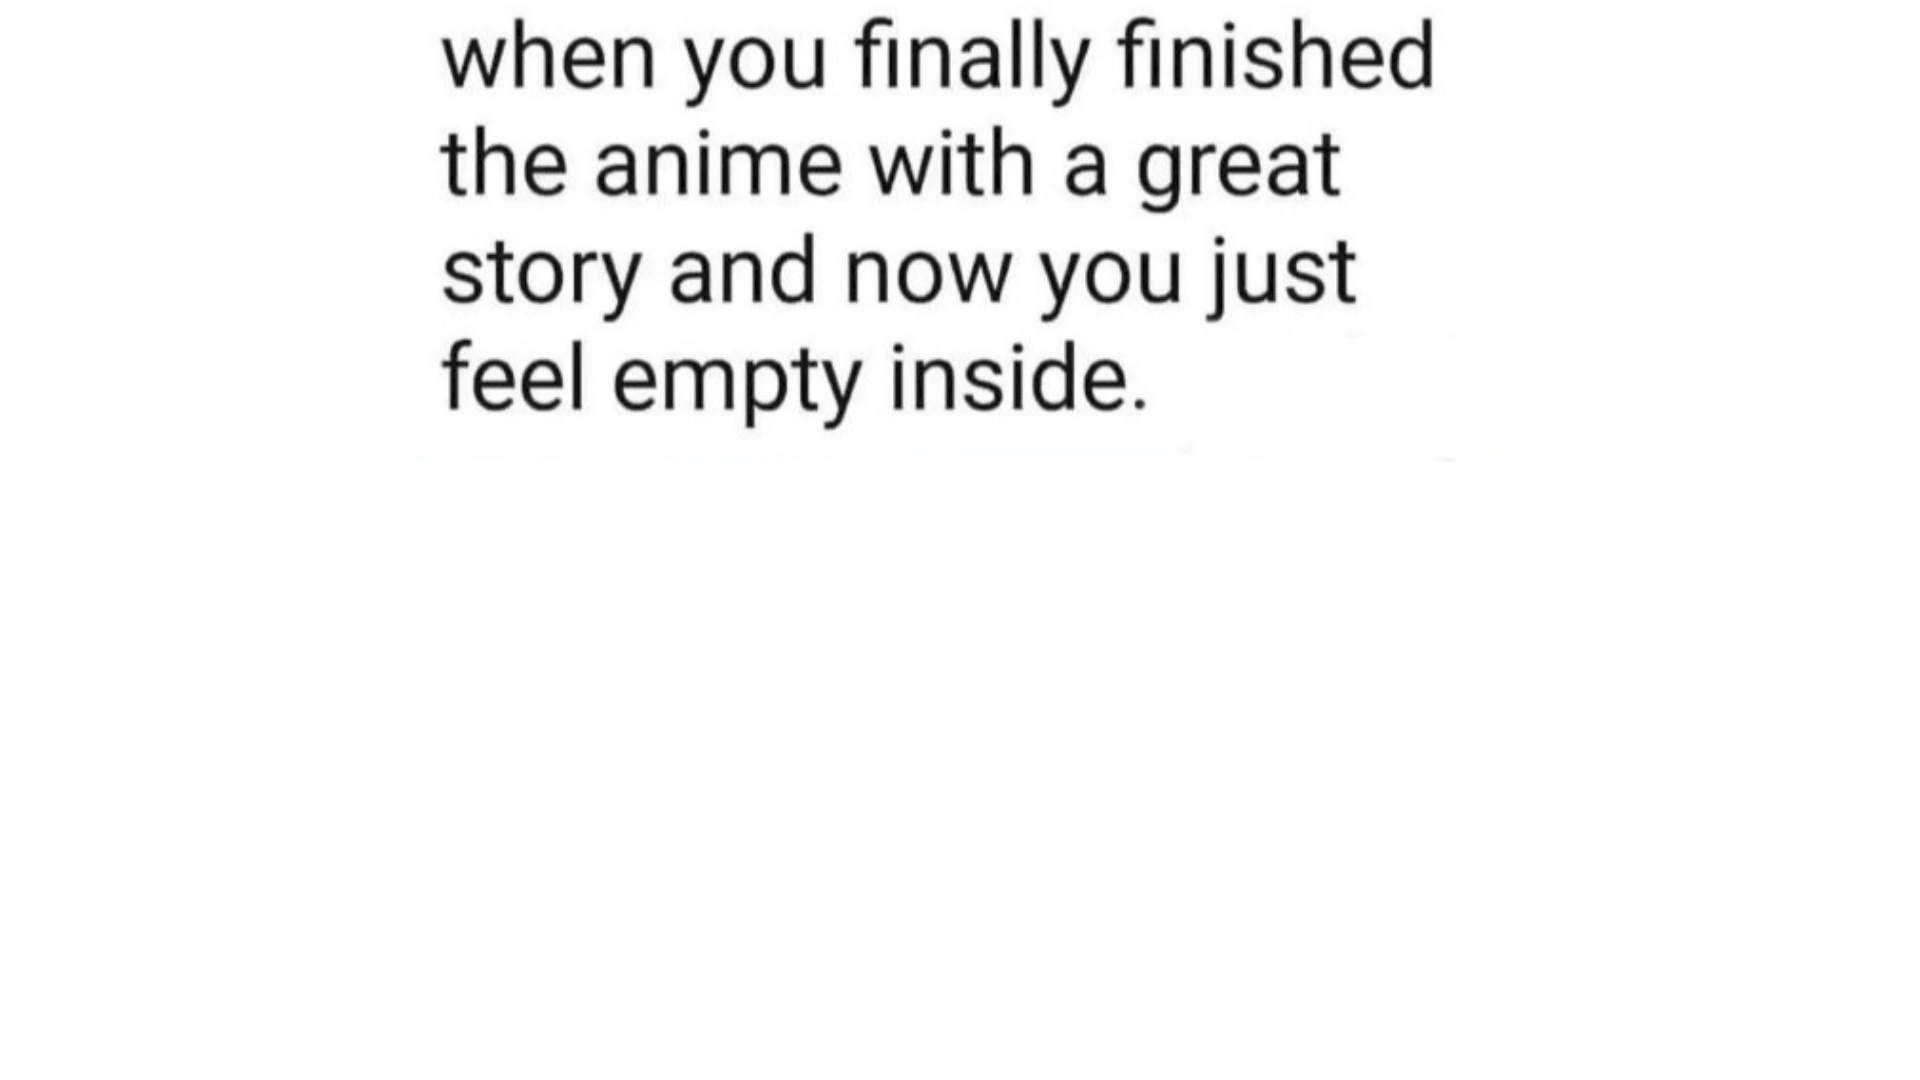 when you finally finished
the anime with a great
story and now you just
feel empty inside.